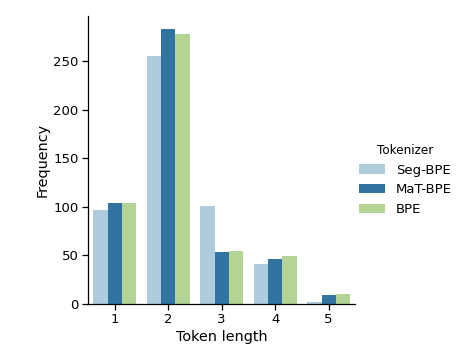 Frequency
250
200
150
100
50
0
1 2 3 4 5
Token length
Tokenizer
Seg-BPE
MaT-BPE
BPE